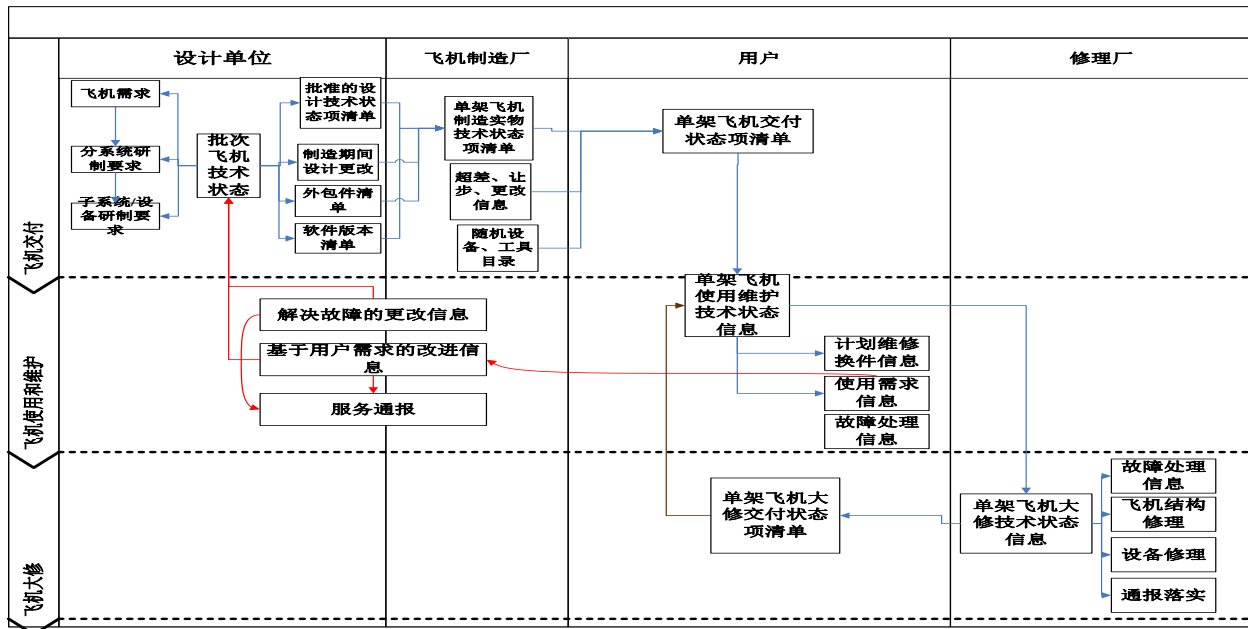 设计单位
飞机制造厂
用户
修理厂
飞机交付
飞机需求
分系统研
制要求
子系统/设
备研制要
求
批次
飞机
技术
状态
批准的设
计技术状
态项清单
制造期间
设计更改
外包件清
单
软件版本
清单
单架飞机
制造实物
技术状态
项清单
超差、让
步、更改
信息
随机设
备、工具
目录
单架飞机交付
状态项清单
飞机使用和维护
解决故障的更改信息
基于用户需求的改进信
息
服务通报
单架飞机
使用维护
技术状态
信息
计划维修
换件信息
使用需求
信息
故障处理
信息
飞机大修
单架飞机大
修交付状态
项清单
单架飞机大
修技术状态
信息
故障处理
信息
飞机结构
修理
设备修理
通报落实